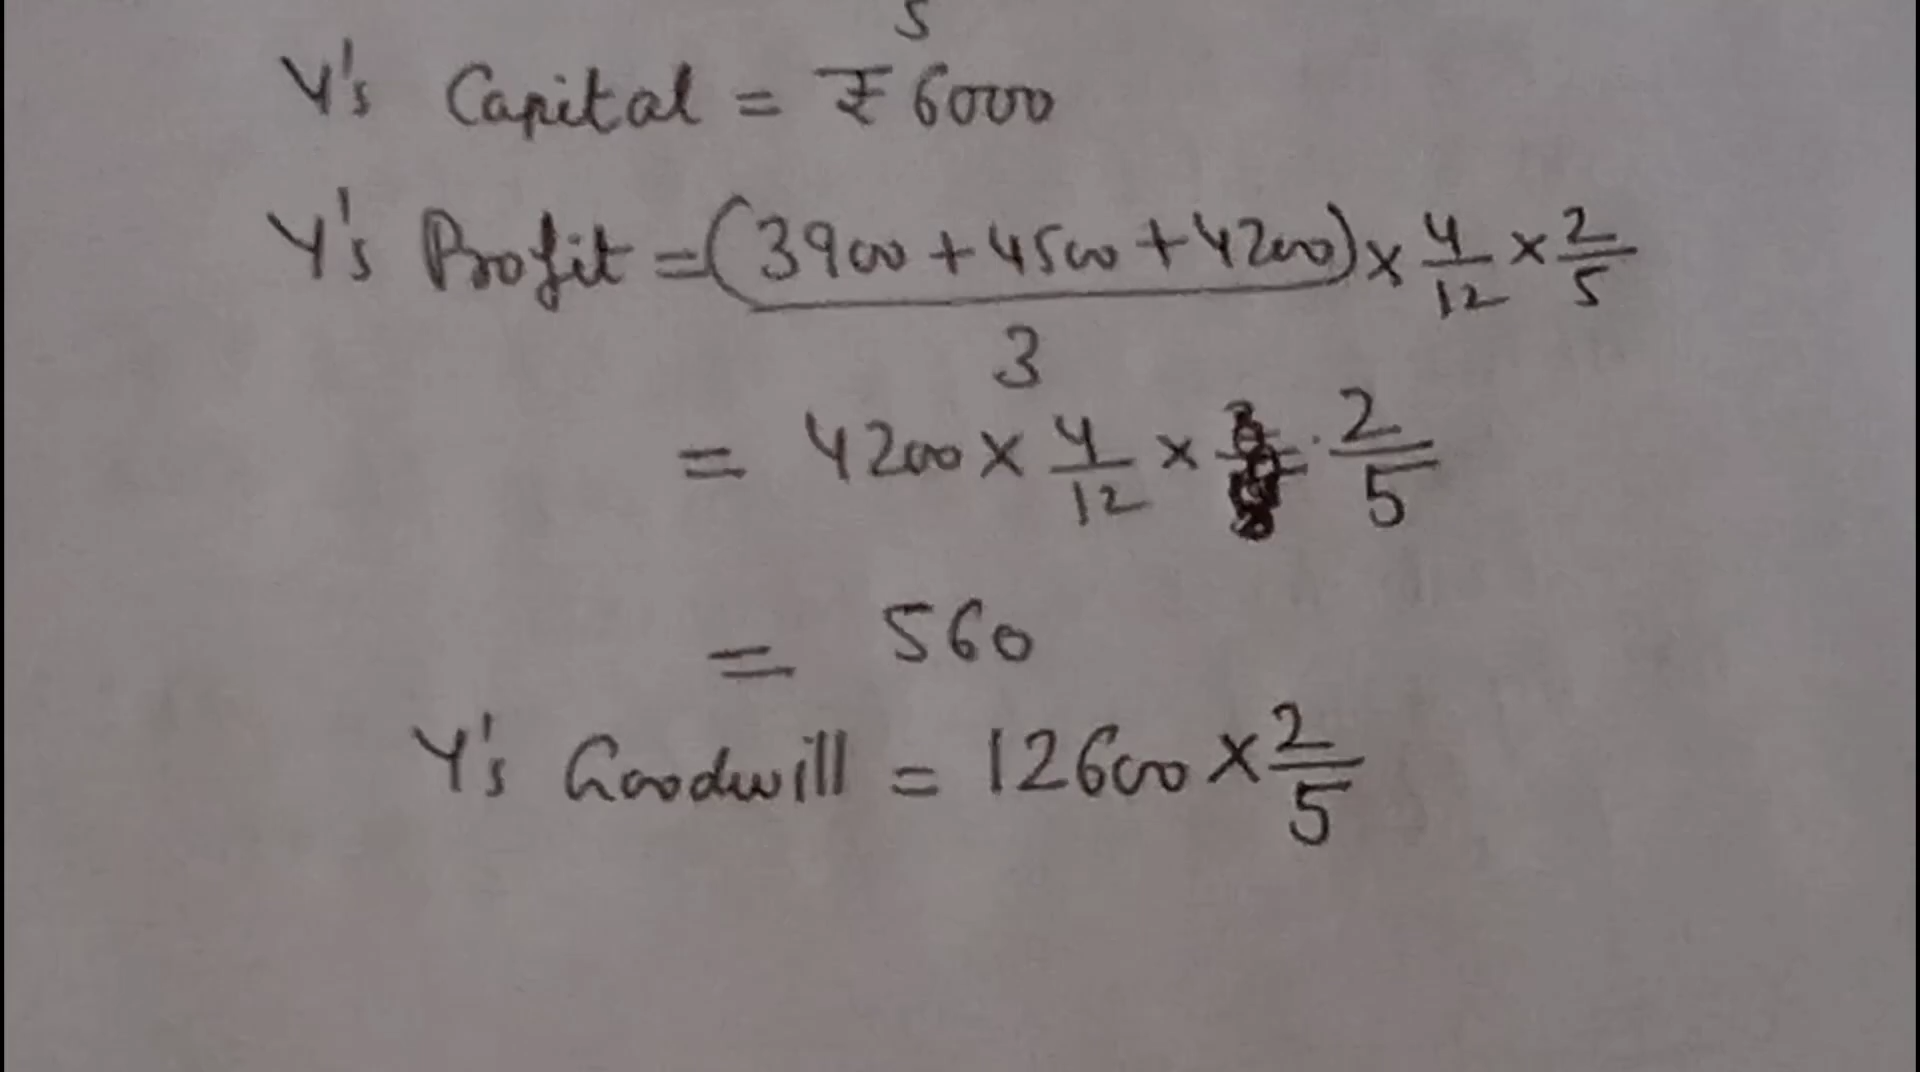 5
Y's Capital = ₹ 6000
Y's Profit = (3900 + 4500 + 4200) / 3 × 4/12 × 2/5
= 4200 × 4/12 × 2/5
= 560
Y's Goodwill = 12600 × 2/5